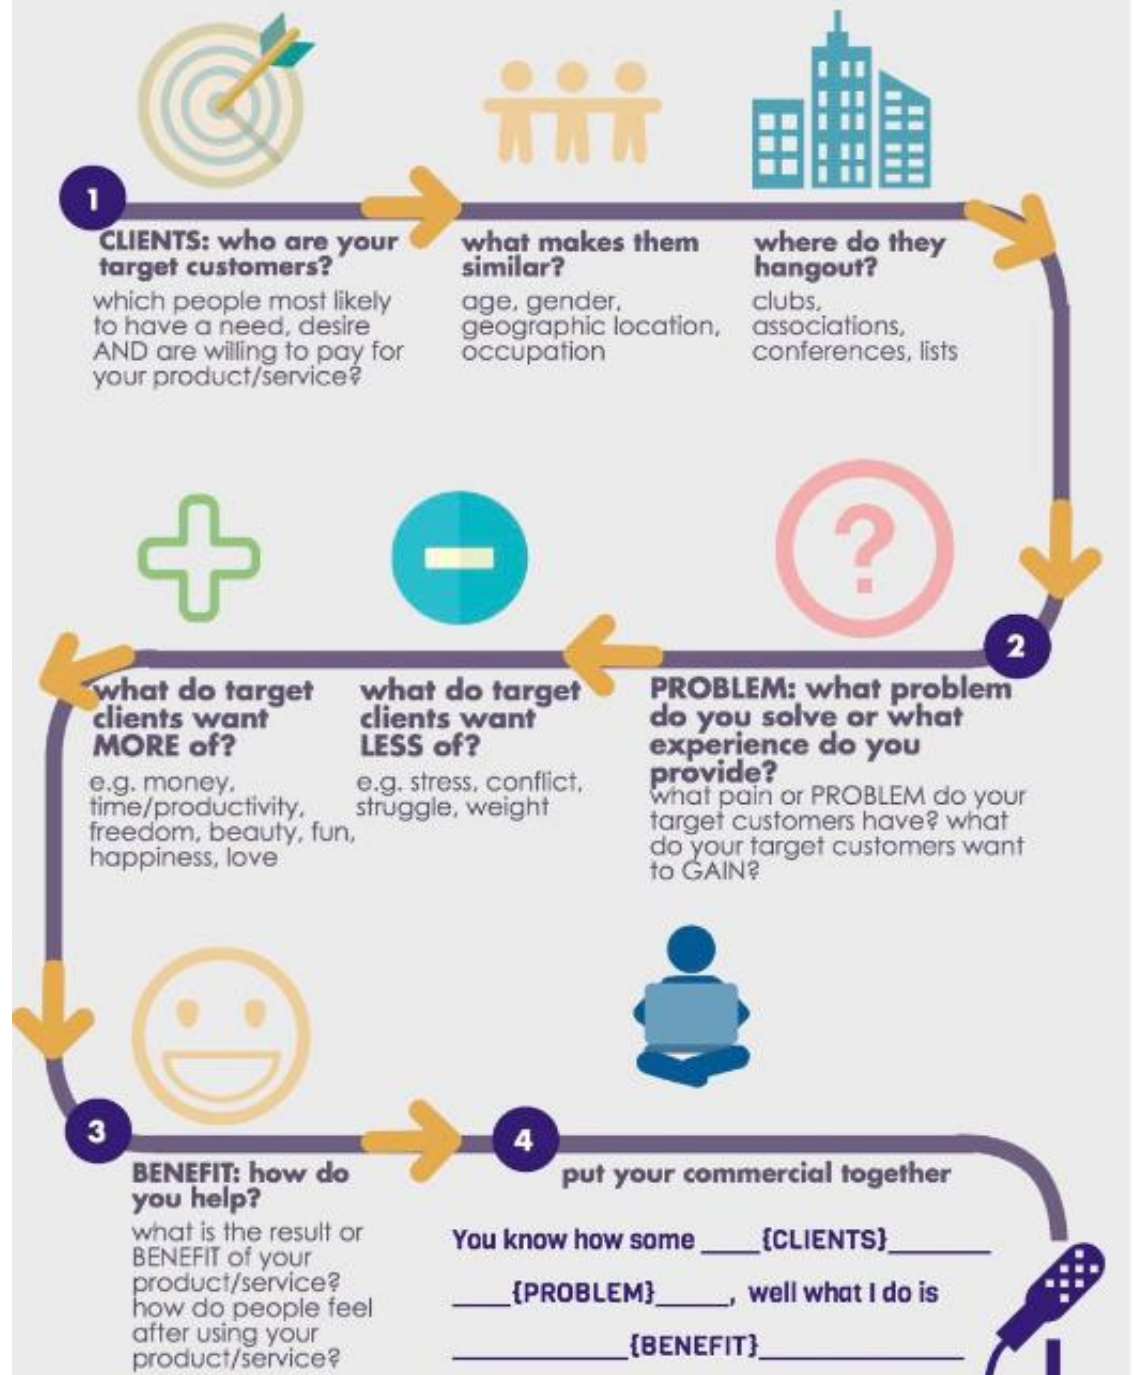 1
CLIENTS: who are your
target customers?
which people most likely
to have a need, desire
AND are willing to pay for
your product/service?
what makes them
similar?
age, gender,
geographic location,
occupation
where do they
hangout?
clubs,
associations,
conferences, lists
2
PROBLEM: what problem
do you solve or what
experience do you
provide?
what pain or PROBLEM do your
target customers have? what
do your target customers want
to GAIN?
what do target
clients want
LESS of?
e.g. stress, conflict,
struggle, weight
what do target
clients want
MORE of?
e.g. money,
time/productivity,
freedom, beauty, fun,
happiness, love
3
BENEFIT: how do
you help?
what is the result or
BENEFIT of your
product/service?
how do people feel
after using your
product/service?
4
put your commercial together
You know how some ____{CLIENTS}_______
____{PROBLEM}_____, well what I do is
____________{BENEFIT}______________